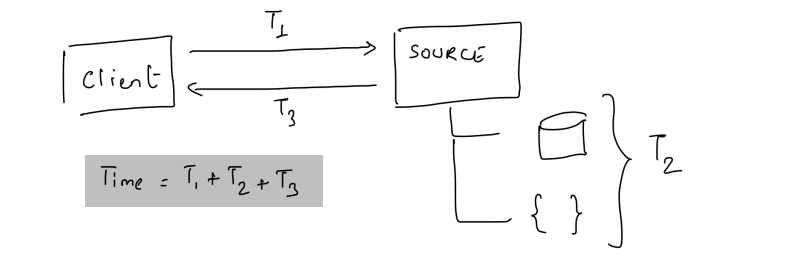 T1
Client
SOURCE
T3
T2
Time = T1 + T2 + T3
{ }